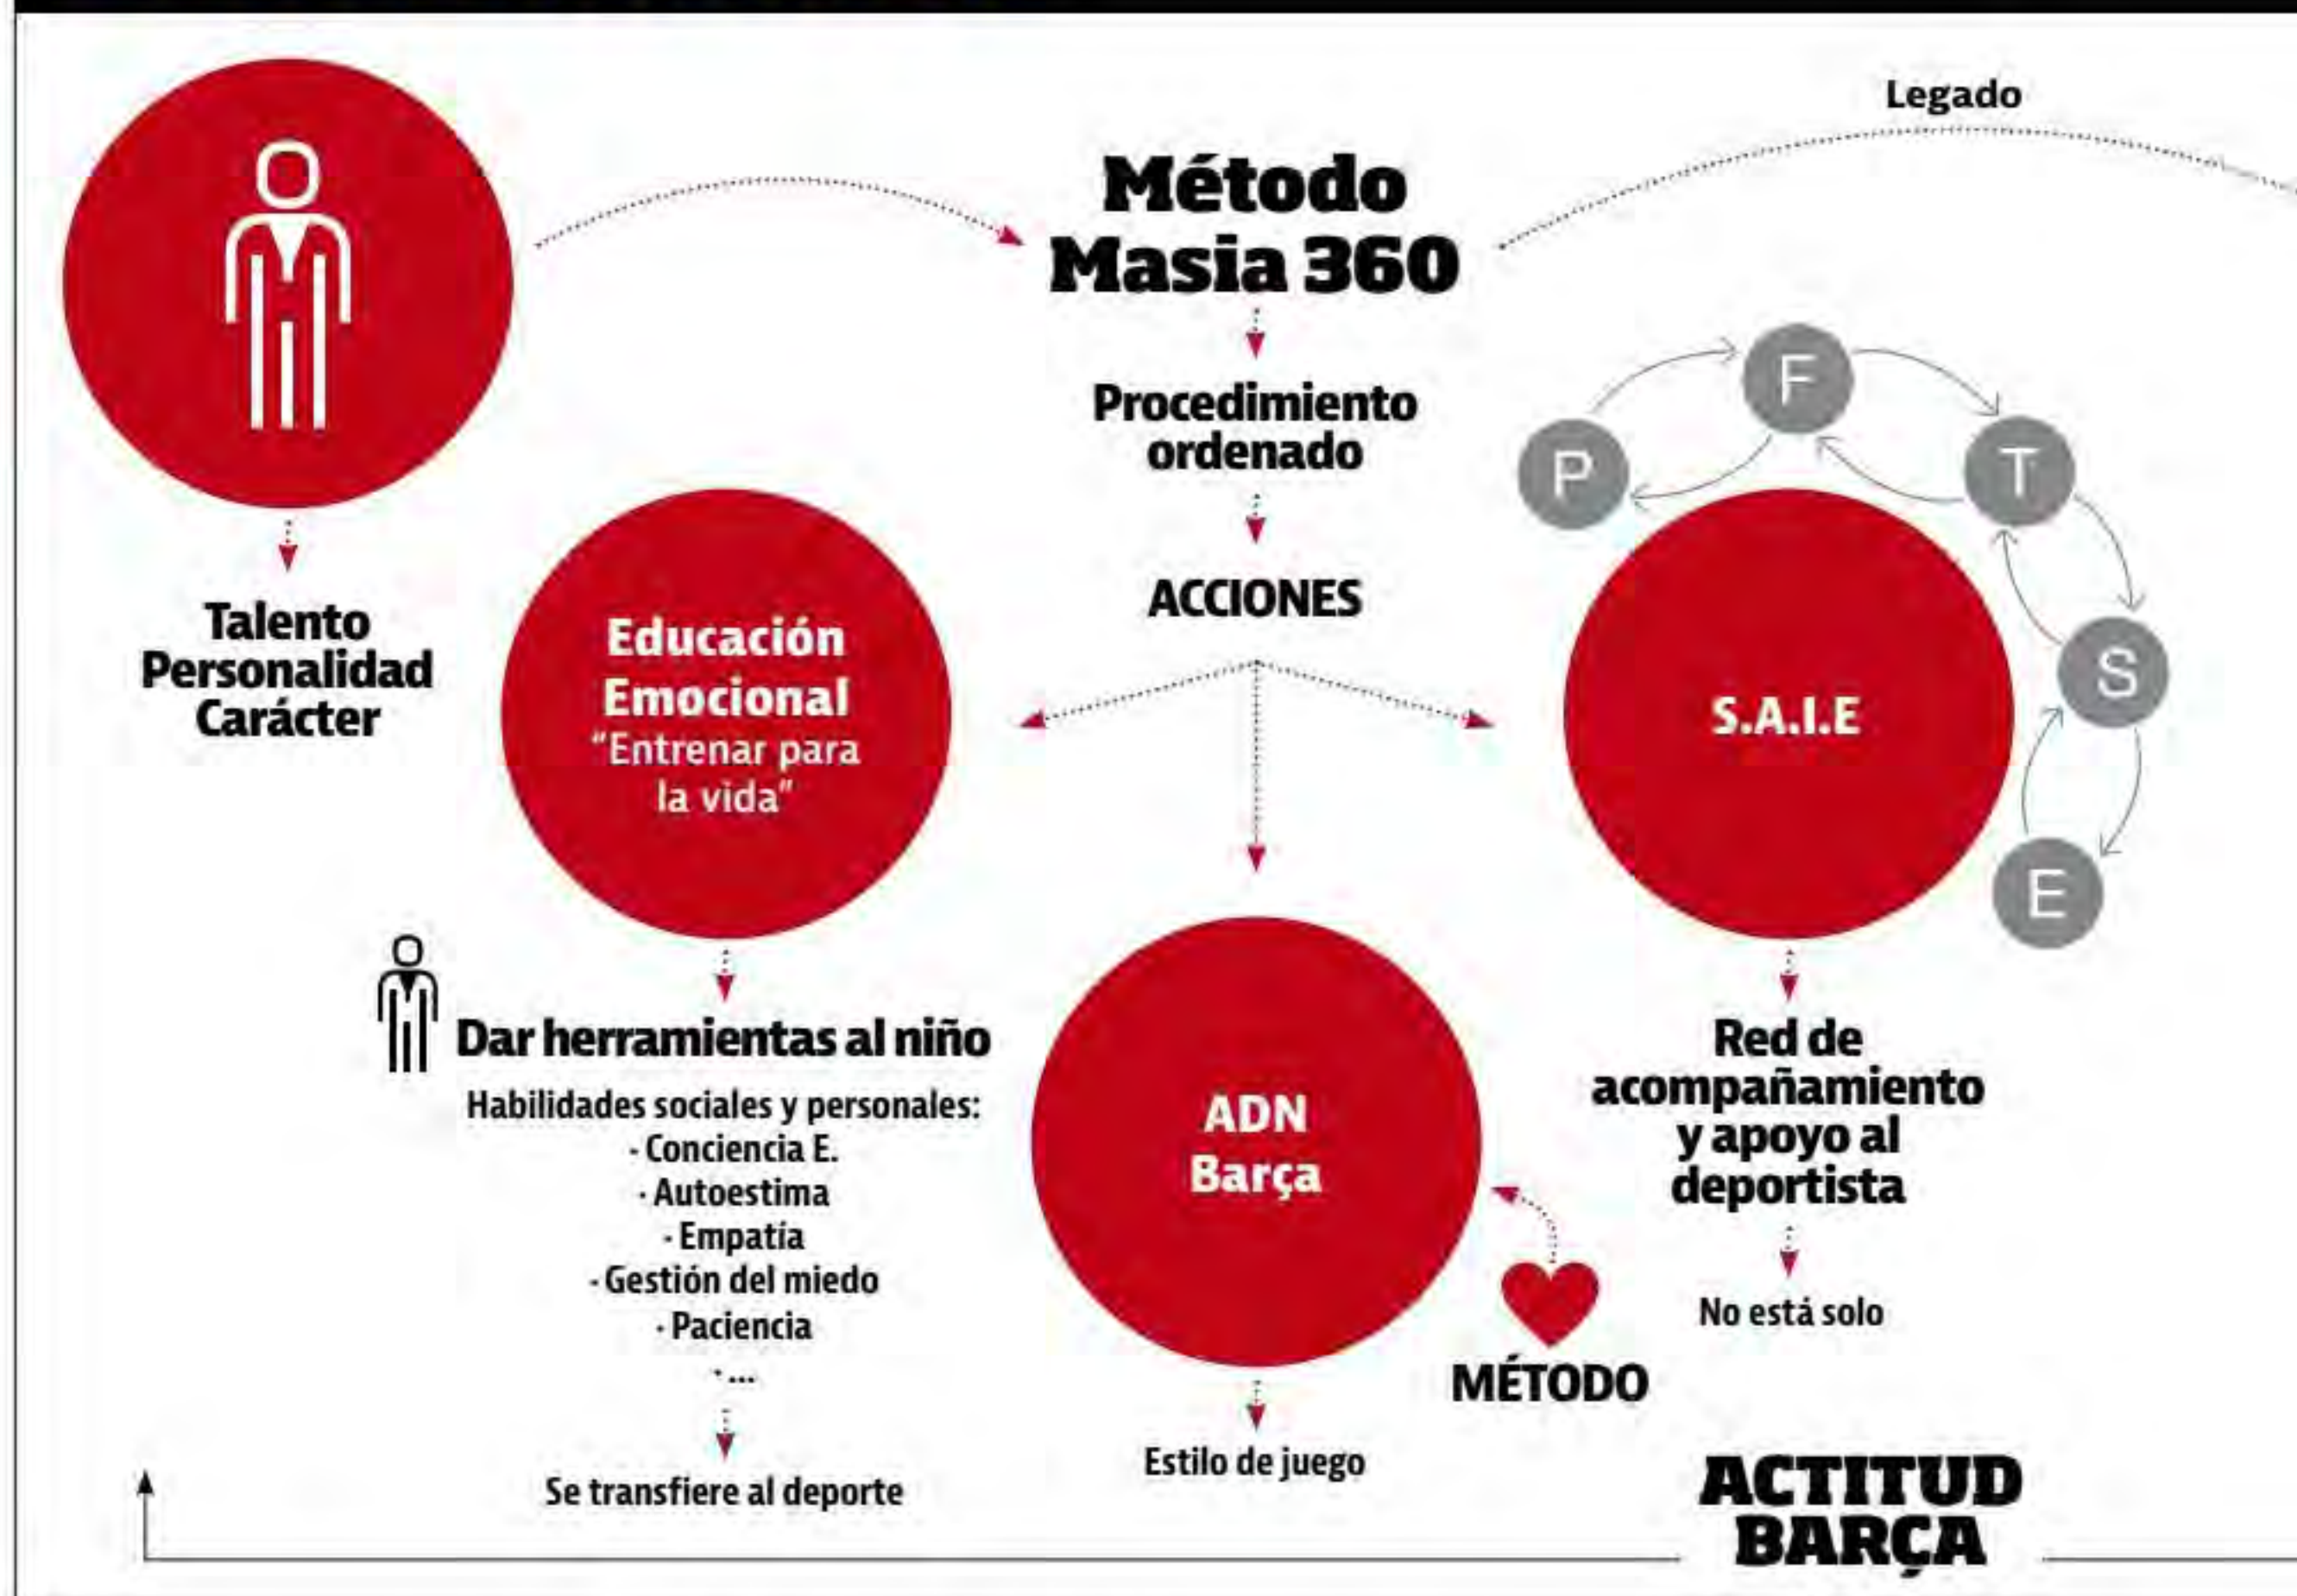 Legado
Método
Masia 360
Procedimiento
ordenado
ACCIONES
Talento
Personalidad
Carácter
Educación
Emocional
"Entrenar para
la vida"
Dar herramientas al niño
Habilidades sociales y personales:
- Conciencia E.
· Autoestima
· Empatía
· Gestión del miedo
· Paciencia
· ...
Se transfiere al deporte
ADN
Barça
Estilo de juego
MÉTODO
P
F
T
S
E
S.A.I.E
Red de
acompañamiento
y apoyo al
deportista
No está solo
ACTITUD
BARÇA